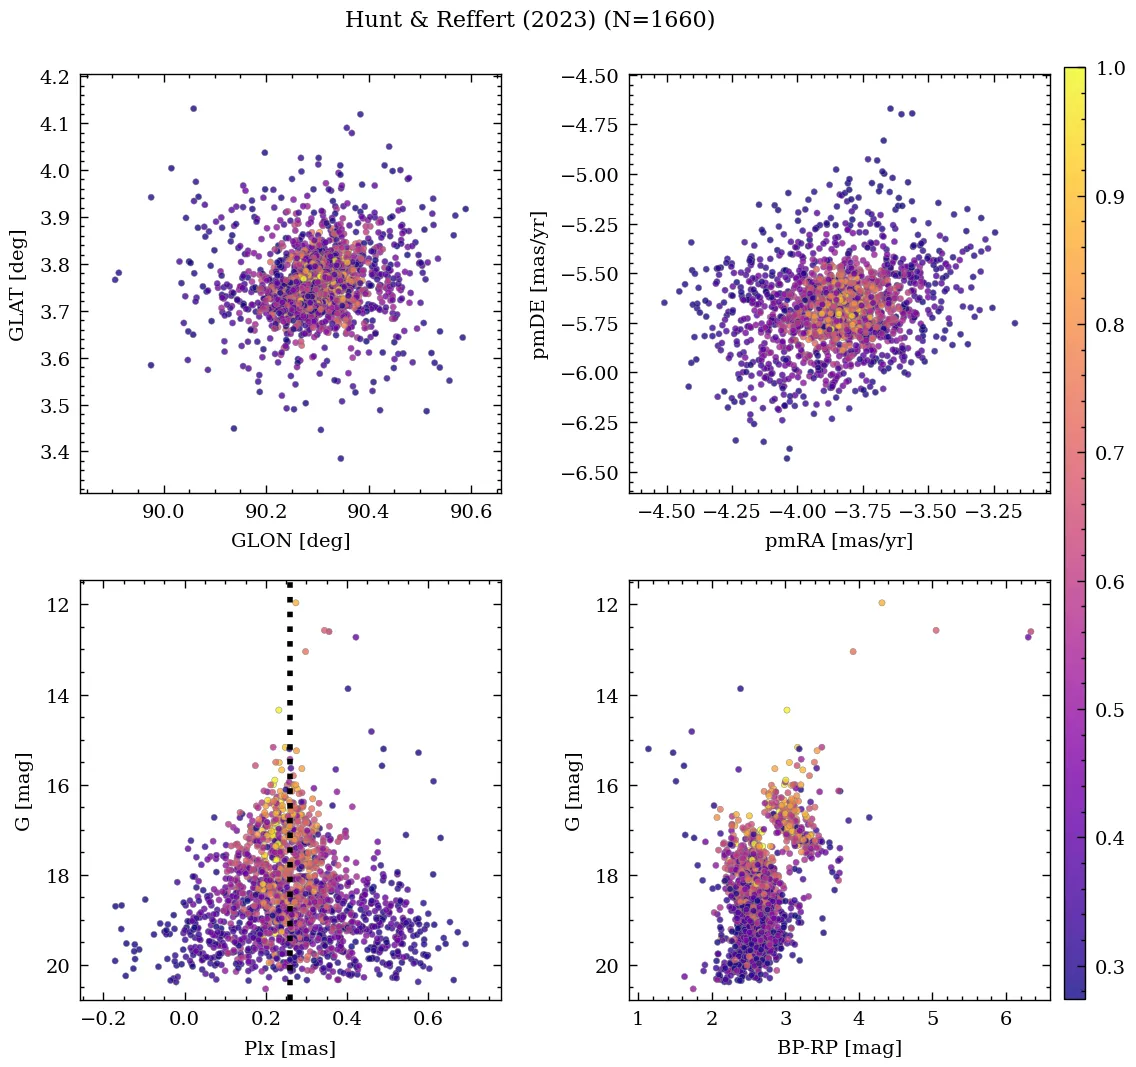 Hunt & Reffert (2023) (N=1660)
4.2
4.1
4.0
3.9
3.8
3.7
3.6
3.5
3.4
GLAT [deg]
90.0 90.2 90.4 90.6
GLON [deg]
−4.50
−4.75
−5.00
−5.25
−5.50
−5.75
−6.00
−6.25
−6.50
pmDE [mas/yr]
−4.50 −4.25 −4.00 −3.75 −3.50 −3.25
pmRA [mas/yr]
12
14
16
18
20
G [mag]
−0.2 0.0 0.2 0.4 0.6
Plx [mas]
12
14
16
18
20
G [mag]
1 2 3 4 5 6
BP-RP [mag]
1.0
0.9
0.8
0.7
0.6
0.5
0.4
0.3